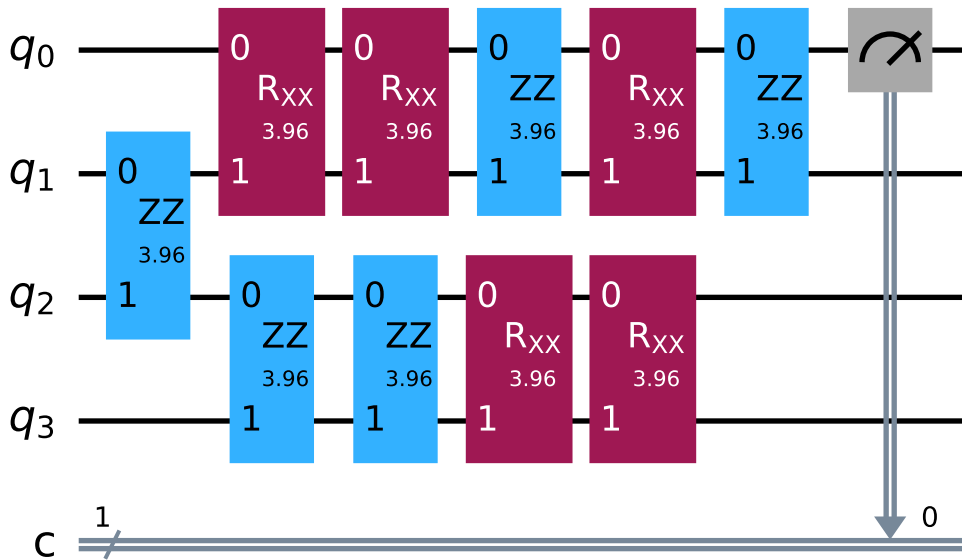 q0 0 0 0 0 0
RXX RXX ZZ RXX ZZ
3.96 3.96 3.96 3.96 3.96
q1 0 1 1 1 1 1
ZZ
3.96
q2 1 0 0 0 0
ZZ ZZ RXX RXX
3.96 3.96 3.96 3.96
q3 1 1 1 1
1 0
c